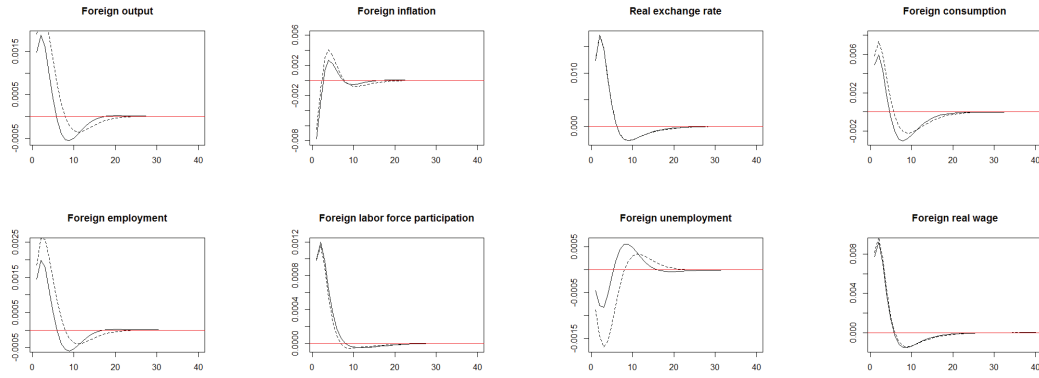 Foreign output
Foreign inflation
Real exchange rate
Foreign consumption
0.0015
0.0005
-0.0005
0 10 20 30 40
0.006
0.002
-0.002
-0.008
0 10 20 30 40
0.010
0.000
0 10 20 30 40
0.006
0.002
-0.002
0 10 20 30 40
Foreign employment
Foreign labor force participation
Foreign unemployment
Foreign real wage
0.0025
0.0015
0.0005
-0.0005
0 10 20 30 40
0.0012
0.0008
0.0004
0.0000
0 10 20 30 40
0.0005
-0.0005
-0.0015
0 10 20 30 40
0.008
0.004
0.000
0 10 20 30 40